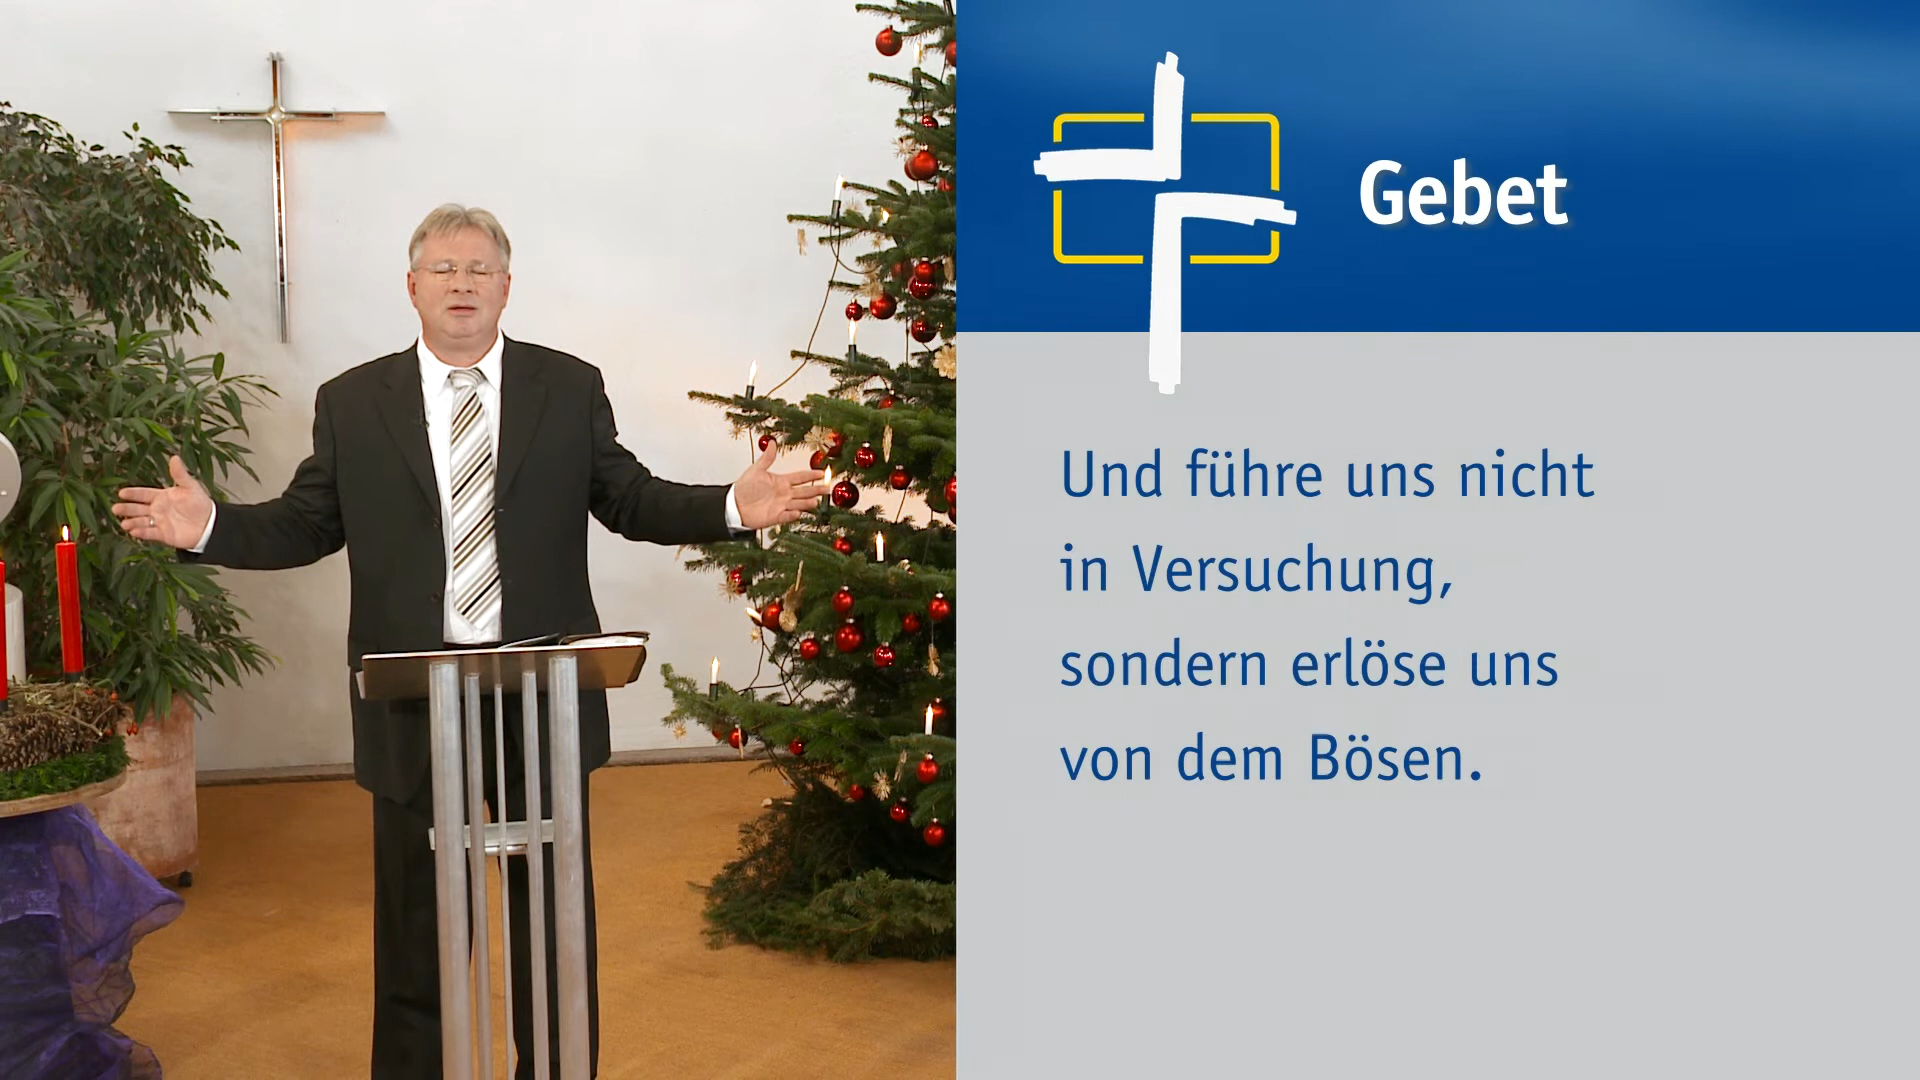 Gebet
Und führe uns nicht
in Versuchung,
sondern erlöse uns
von dem Bösen.